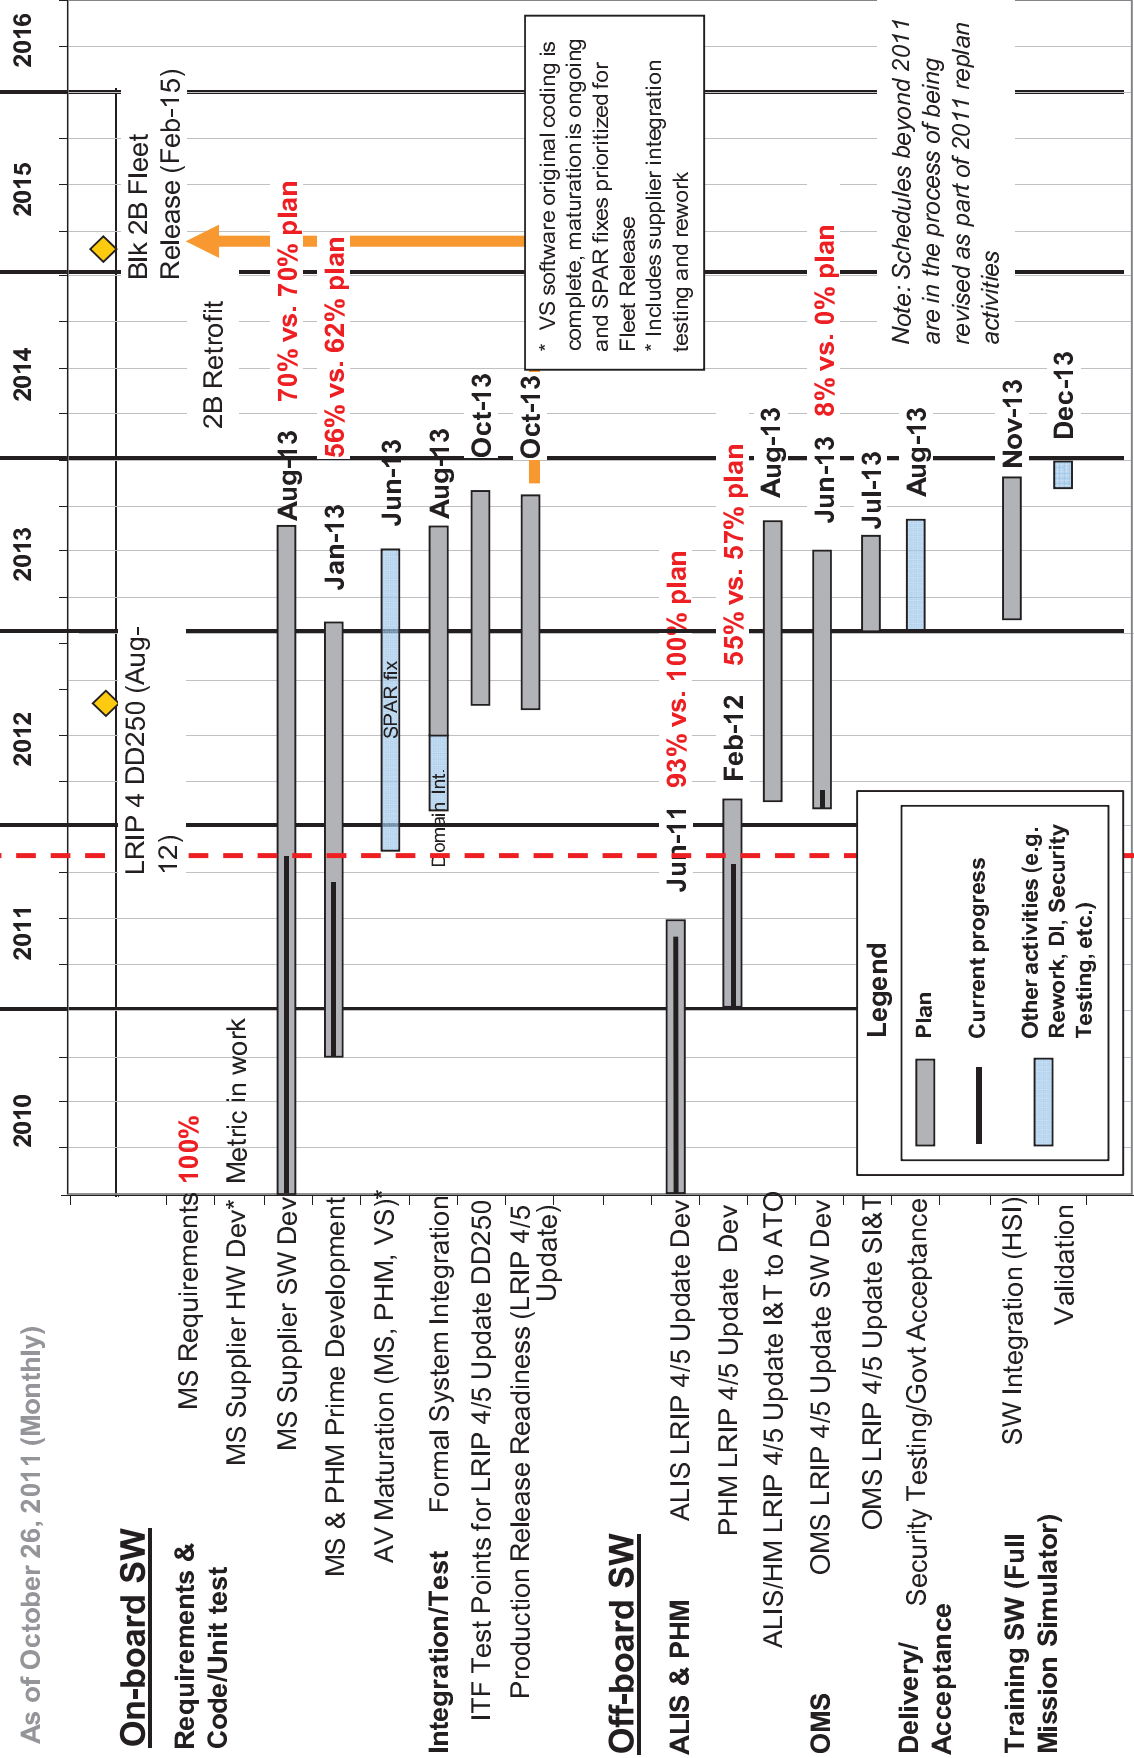 As of October 26, 2011 (Monthly)
2010
2011
2012
2013
2014
2015
2016
On-board SW
LRIP 4 DD250 (Aug-
12)
Blk 2B Fleet
Release (Feb-15)
Requirements &
Code/Unit test
MS Requirements
100%
MS Supplier HW Dev*
Metric in work
2B Retrofit
MS Supplier SW Dev
Aug-13
70% vs. 70% plan
MS & PHM Prime Development
Jan-13
56% vs. 62% plan
AV Maturation (MS, PHM, VS)*
SPAR fix
Jun-13
Integration/Test
Formal System Integration
Domain Int.
Aug-13
ITF Test Points for LRIP 4/5 Update DD250
Oct-13
Production Release Readiness (LRIP 4/5
Update)
Oct-13
* VS software original coding is
complete, maturation is ongoing
and SPAR fixes prioritized for
Fleet Release
* Includes supplier integration
testing and rework
Off-board SW
ALIS & PHM
ALIS LRIP 4/5 Update Dev
Jun-11
93% vs. 100% plan
PHM LRIP 4/5 Update Dev
Feb-12
55% vs. 57% plan
ALIS/HM LRIP 4/5 Update I&T to ATO
Aug-13
OMS
OMS LRIP 4/5 Update SW Dev
Jun-13
8% vs. 0% plan
OMS LRIP 4/5 Update SI&T
Jul-13
Delivery/
Acceptance
Security Testing/Govt Acceptance
Aug-13
Note: Schedules beyond 2011
are in the process of being
revised as part of 2011 replan
activities
Training SW (Full
Mission Simulator)
SW Integration (HSI)
Nov-13
Validation
Dec-13
Legend
Plan
Current progress
Other activities (e.g.
Rework, DI, Security
Testing, etc.)